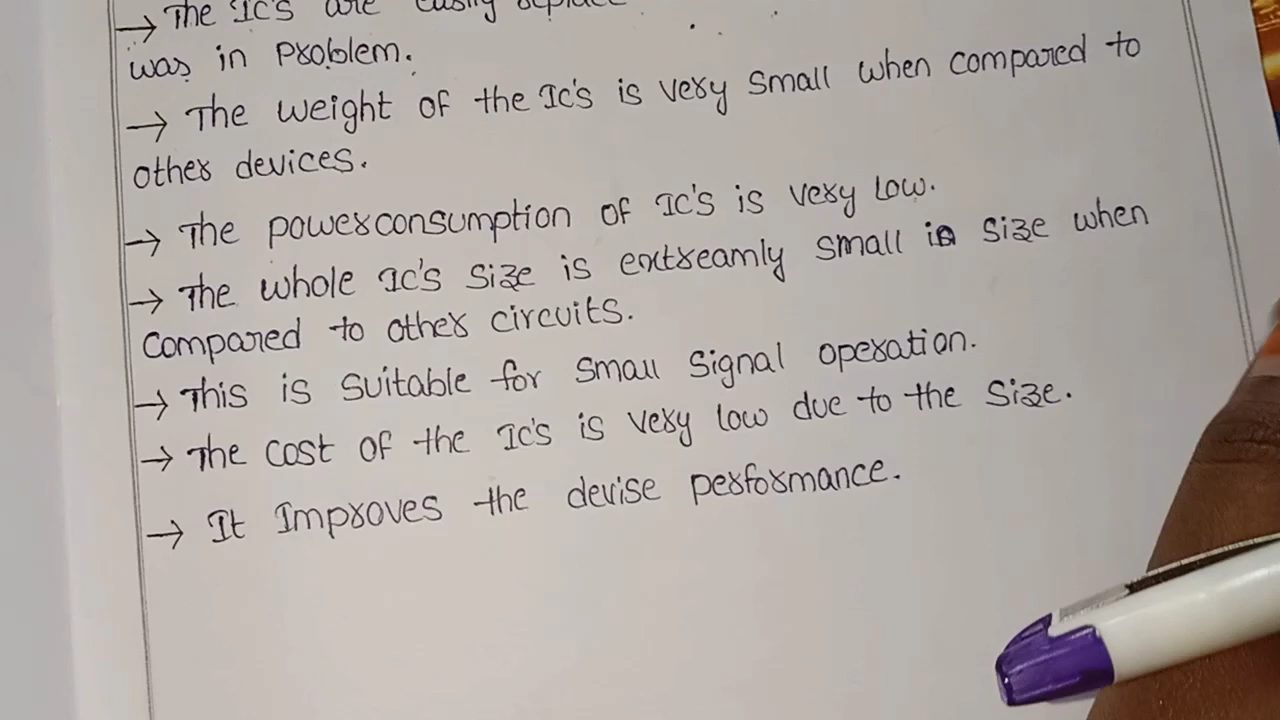 → The IC's are easily replace
was in problem.
→ The weight of the IC's is very small when compared to
other devices.
→ The powerconsumption of IC's is very low.
→ The whole IC's size is extreamly small in size when
compared to other circuits.
→ This is suitable for small signal operation.
→ The cost of the IC's is very low due to the size.
→ It Improves the devise performance.